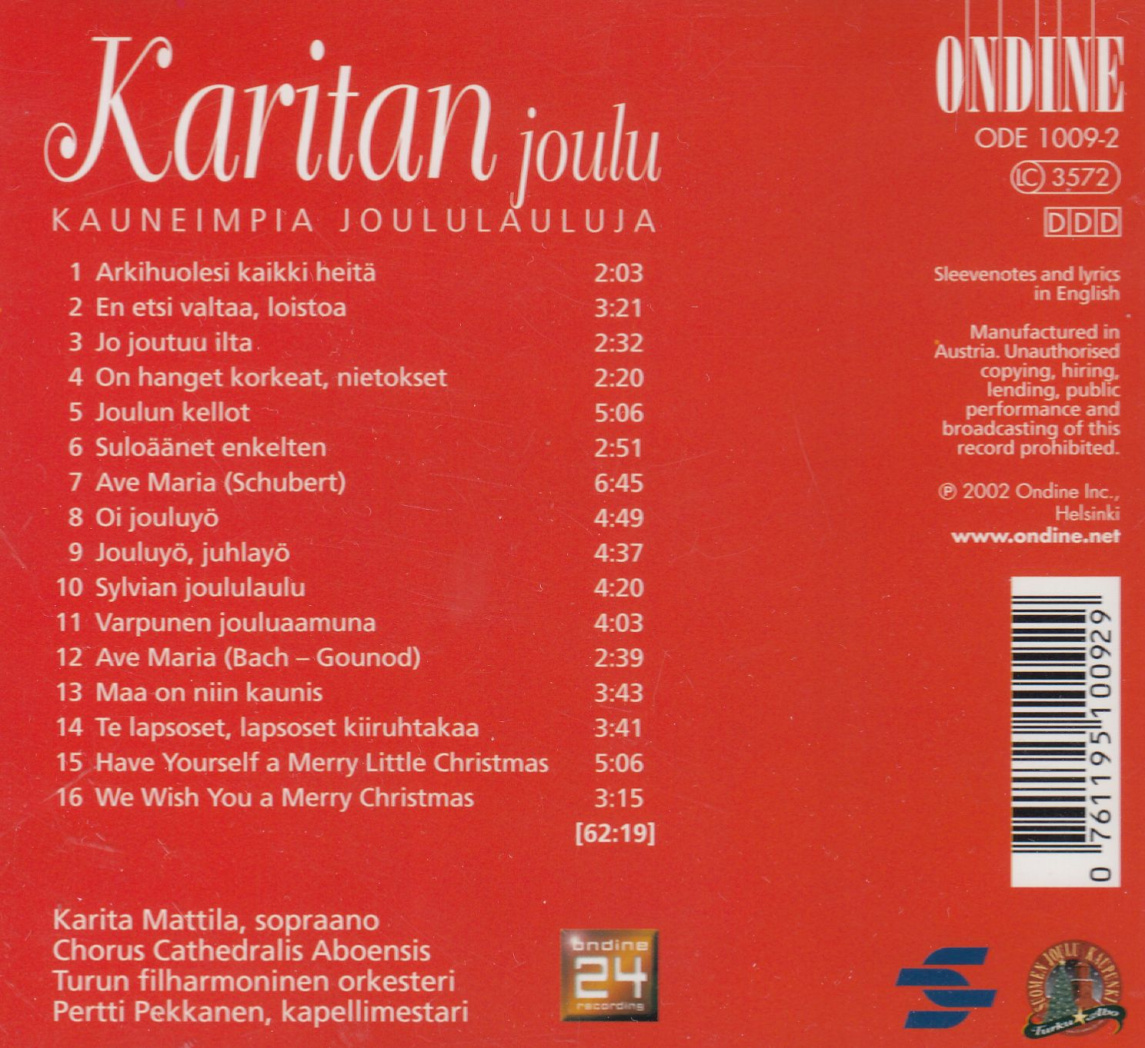 Karitan joulu
KAUNEIMPIA JOULULAULUJA
1 Arkihuolesi kaikki heitä 2:03
2 En etsi valtaa, loistoa 3:21
3 Jo joutuu ilta 2:32
4 On hanget korkeat, nietokset 2:20
5 Joulun kellot 5:06
6 Suloäänet enkelten 2:51
7 Ave Maria (Schubert) 6:45
8 Oi jouluyö 4:49
9 Jouluyö, juhlayö 4:37
10 Sylvian joululaulu 4:20
11 Varpunen jouluaamuna 4:03
12 Ave Maria (Bach – Gounod) 2:39
13 Maa on niin kaunis 3:43
14 Te lapsoset, lapsoset kiiruhtakaa 3:41
15 Have Yourself a Merry Little Christmas 5:06
16 We Wish You a Merry Christmas 3:15
[62:19]
Karita Mattila, sopraano
Chorus Cathedralis Aboensis
Turun filharmoninen orkesteri
Pertti Pekkanen, kapellimestari
ondine
24
recording
ONDINE
ODE 1009-2
LC 3572
DDD
Sleevenotes and lyrics
in English
Manufactured in
Austria. Unauthorised
copying, hiring,
lending, public
performance and
broadcasting of this
record prohibited.
℗ 2002 Ondine Inc.,
Helsinki
www.ondine.net
0 761195 100929
SUOMEN JOULUKAUPUNKI
Turku Åbo